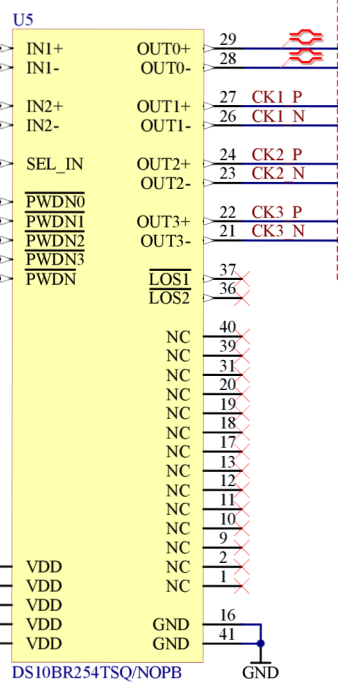 U5
IN1+ OUT0+ 29
IN1- OUT0- 28
IN2+ OUT1+ 27 CK1_P
IN2- OUT1- 26 CK1_N
SEL_IN OUT2+ 24 CK2_P
OUT2- 23 CK2_N
PWDN0
PWDN1 OUT3+ 22 CK3_P
PWDN2 OUT3- 21 CK3_N
PWDN3
PWDN LOS1 37
LOS2 36
NC 40
NC 39
NC 31
NC 20
NC 19
NC 18
NC 17
NC 13
NC 12
NC 11
NC 10
NC 9
VDD NC 2
VDD NC 1
VDD
VDD GND 16
VDD GND 41
DS10BR254TSQ/NOPB GND